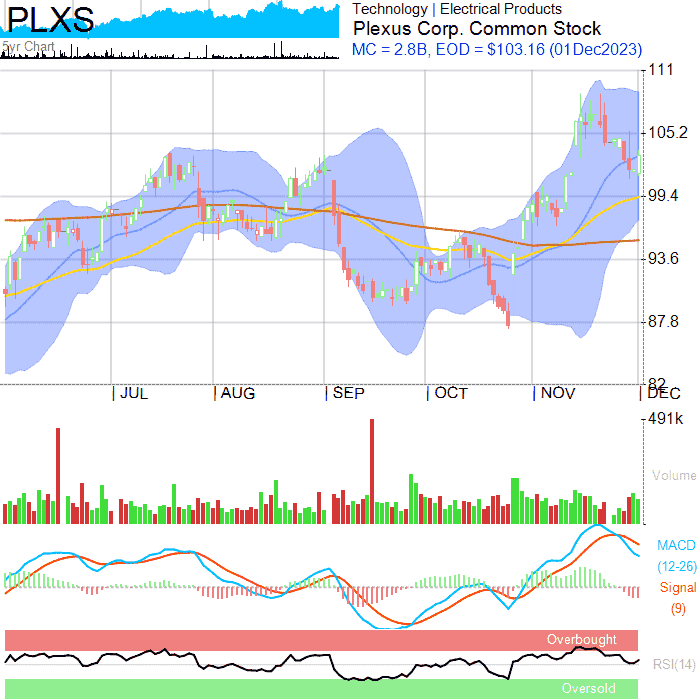 PLXS
5yr Chart
Technology | Electrical Products
Plexus Corp. Common Stock
MC = 2.8B, EOD = $103.16 (01Dec2023)
111
105.2
99.4
93.6
87.8
82
| JUL | AUG | SEP | OCT | NOV | DEC
491k
Volume
MACD
(12-26)
Signal
(9)
Overbought
RSI(14)
Oversold